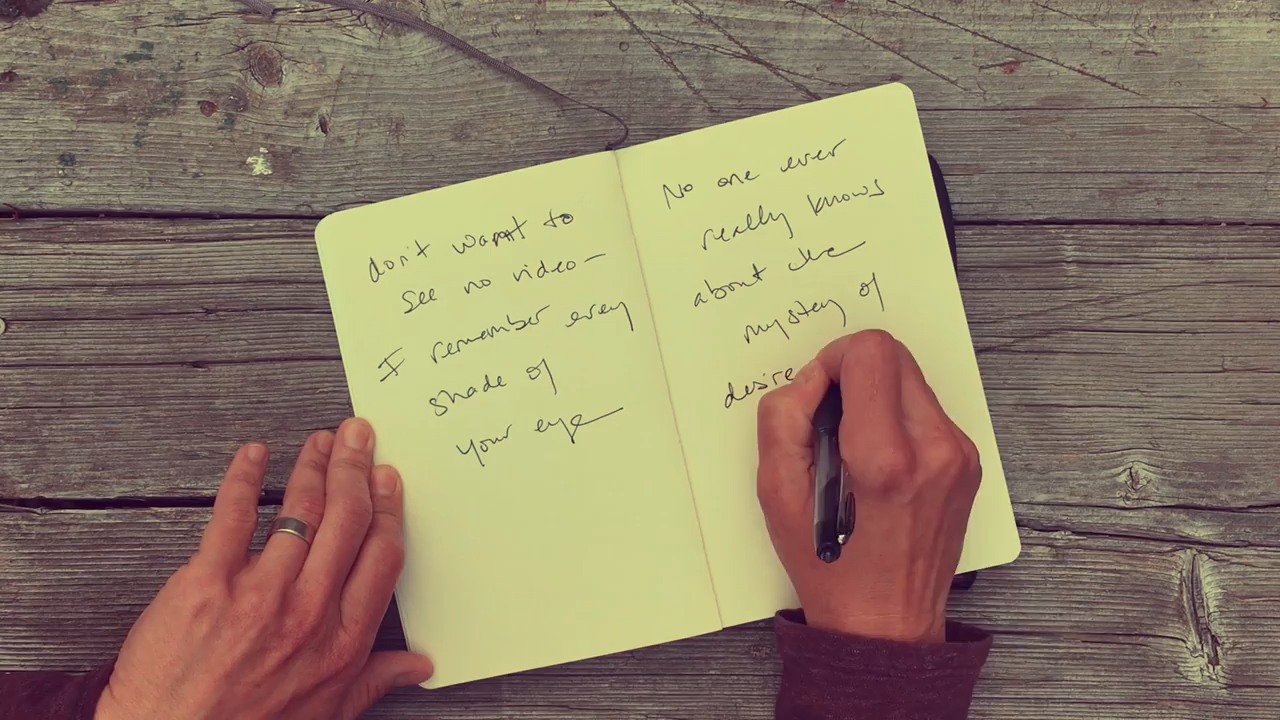 don't want to
see no video—
I remember every
shade of
your eye
No one ever
really knows
about the
mystery of
desire